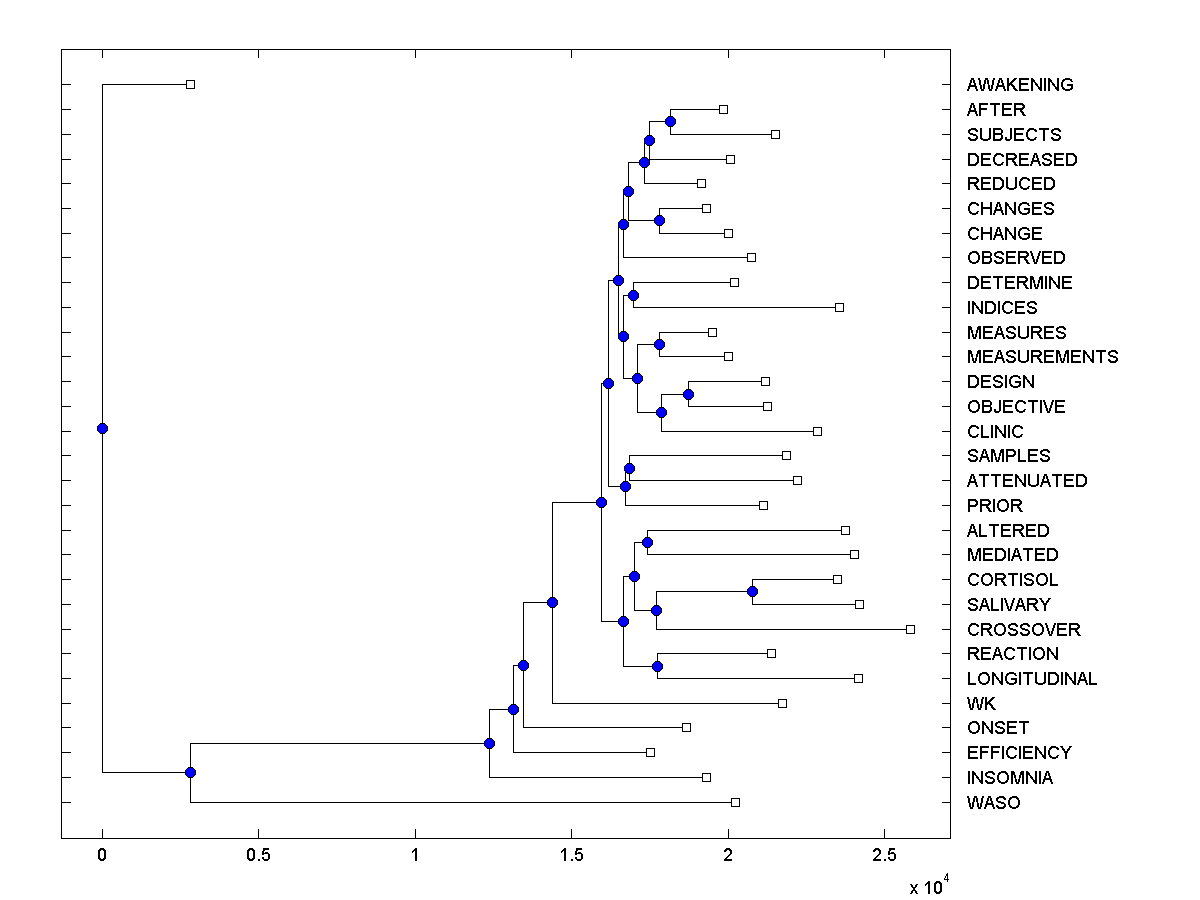 AWAKENING
AFTER
SUBJECTS
DECREASED
REDUCED
CHANGES
CHANGE
OBSERVED
DETERMINE
INDICES
MEASURES
MEASUREMENTS
DESIGN
OBJECTIVE
CLINIC
SAMPLES
ATTENUATED
PRIOR
ALTERED
MEDIATED
CORTISOL
SALIVARY
CROSSOVER
REACTION
LONGITUDINAL
WK
ONSET
EFFICIENCY
INSOMNIA
WASO
0 0.5 1 1.5 2 2.5
x 10^4